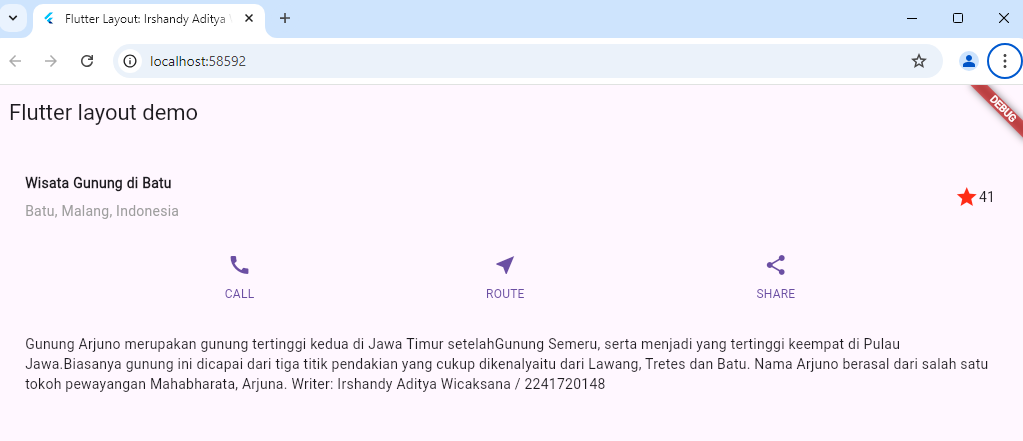 Flutter Layout: Irshandy Aditya
localhost:58592
Flutter layout demo
DEBUG
Wisata Gunung di Batu
Batu, Malang, Indonesia
41
CALL ROUTE SHARE
Gunung Arjuno merupakan gunung tertinggi kedua di Jawa Timur setelahGunung Semeru, serta menjadi yang tertinggi keempat di Pulau
Jawa.Biasanya gunung ini dicapai dari tiga titik pendakian yang cukup dikenalyaitu dari Lawang, Tretes dan Batu. Nama Arjuno berasal dari salah satu
tokoh pewayangan Mahabharata, Arjuna. Writer: Irshandy Aditya Wicaksana / 2241720148